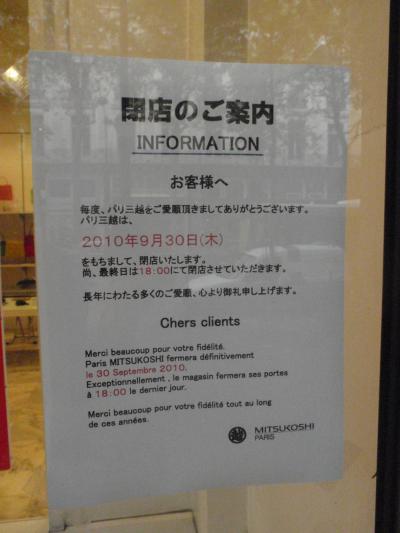 閉店のご案内
INFORMATION
お客様へ
毎度、パリ三越をご愛顧頂きましてありがとうございます。
パリ三越は、
2010年9月30日(木)
をもちまして、閉店いたします。
尚、最終日は18:00にて閉店させていただきます。
長年にわたる多くのご愛顧、心より御礼申し上げます。
Chers clients
Merci beaucoup pour votre fidélité.
Paris MITSUKOSHI fermera définitivement
le 30 Septembre 2010.
Exceptionnellement , le magasin fermera ses portes
à 18:00 le dernier jour.
Merci beaucoup pour votre fidélité tout au long
de ces années.
MITSUKOSHI
PARIS